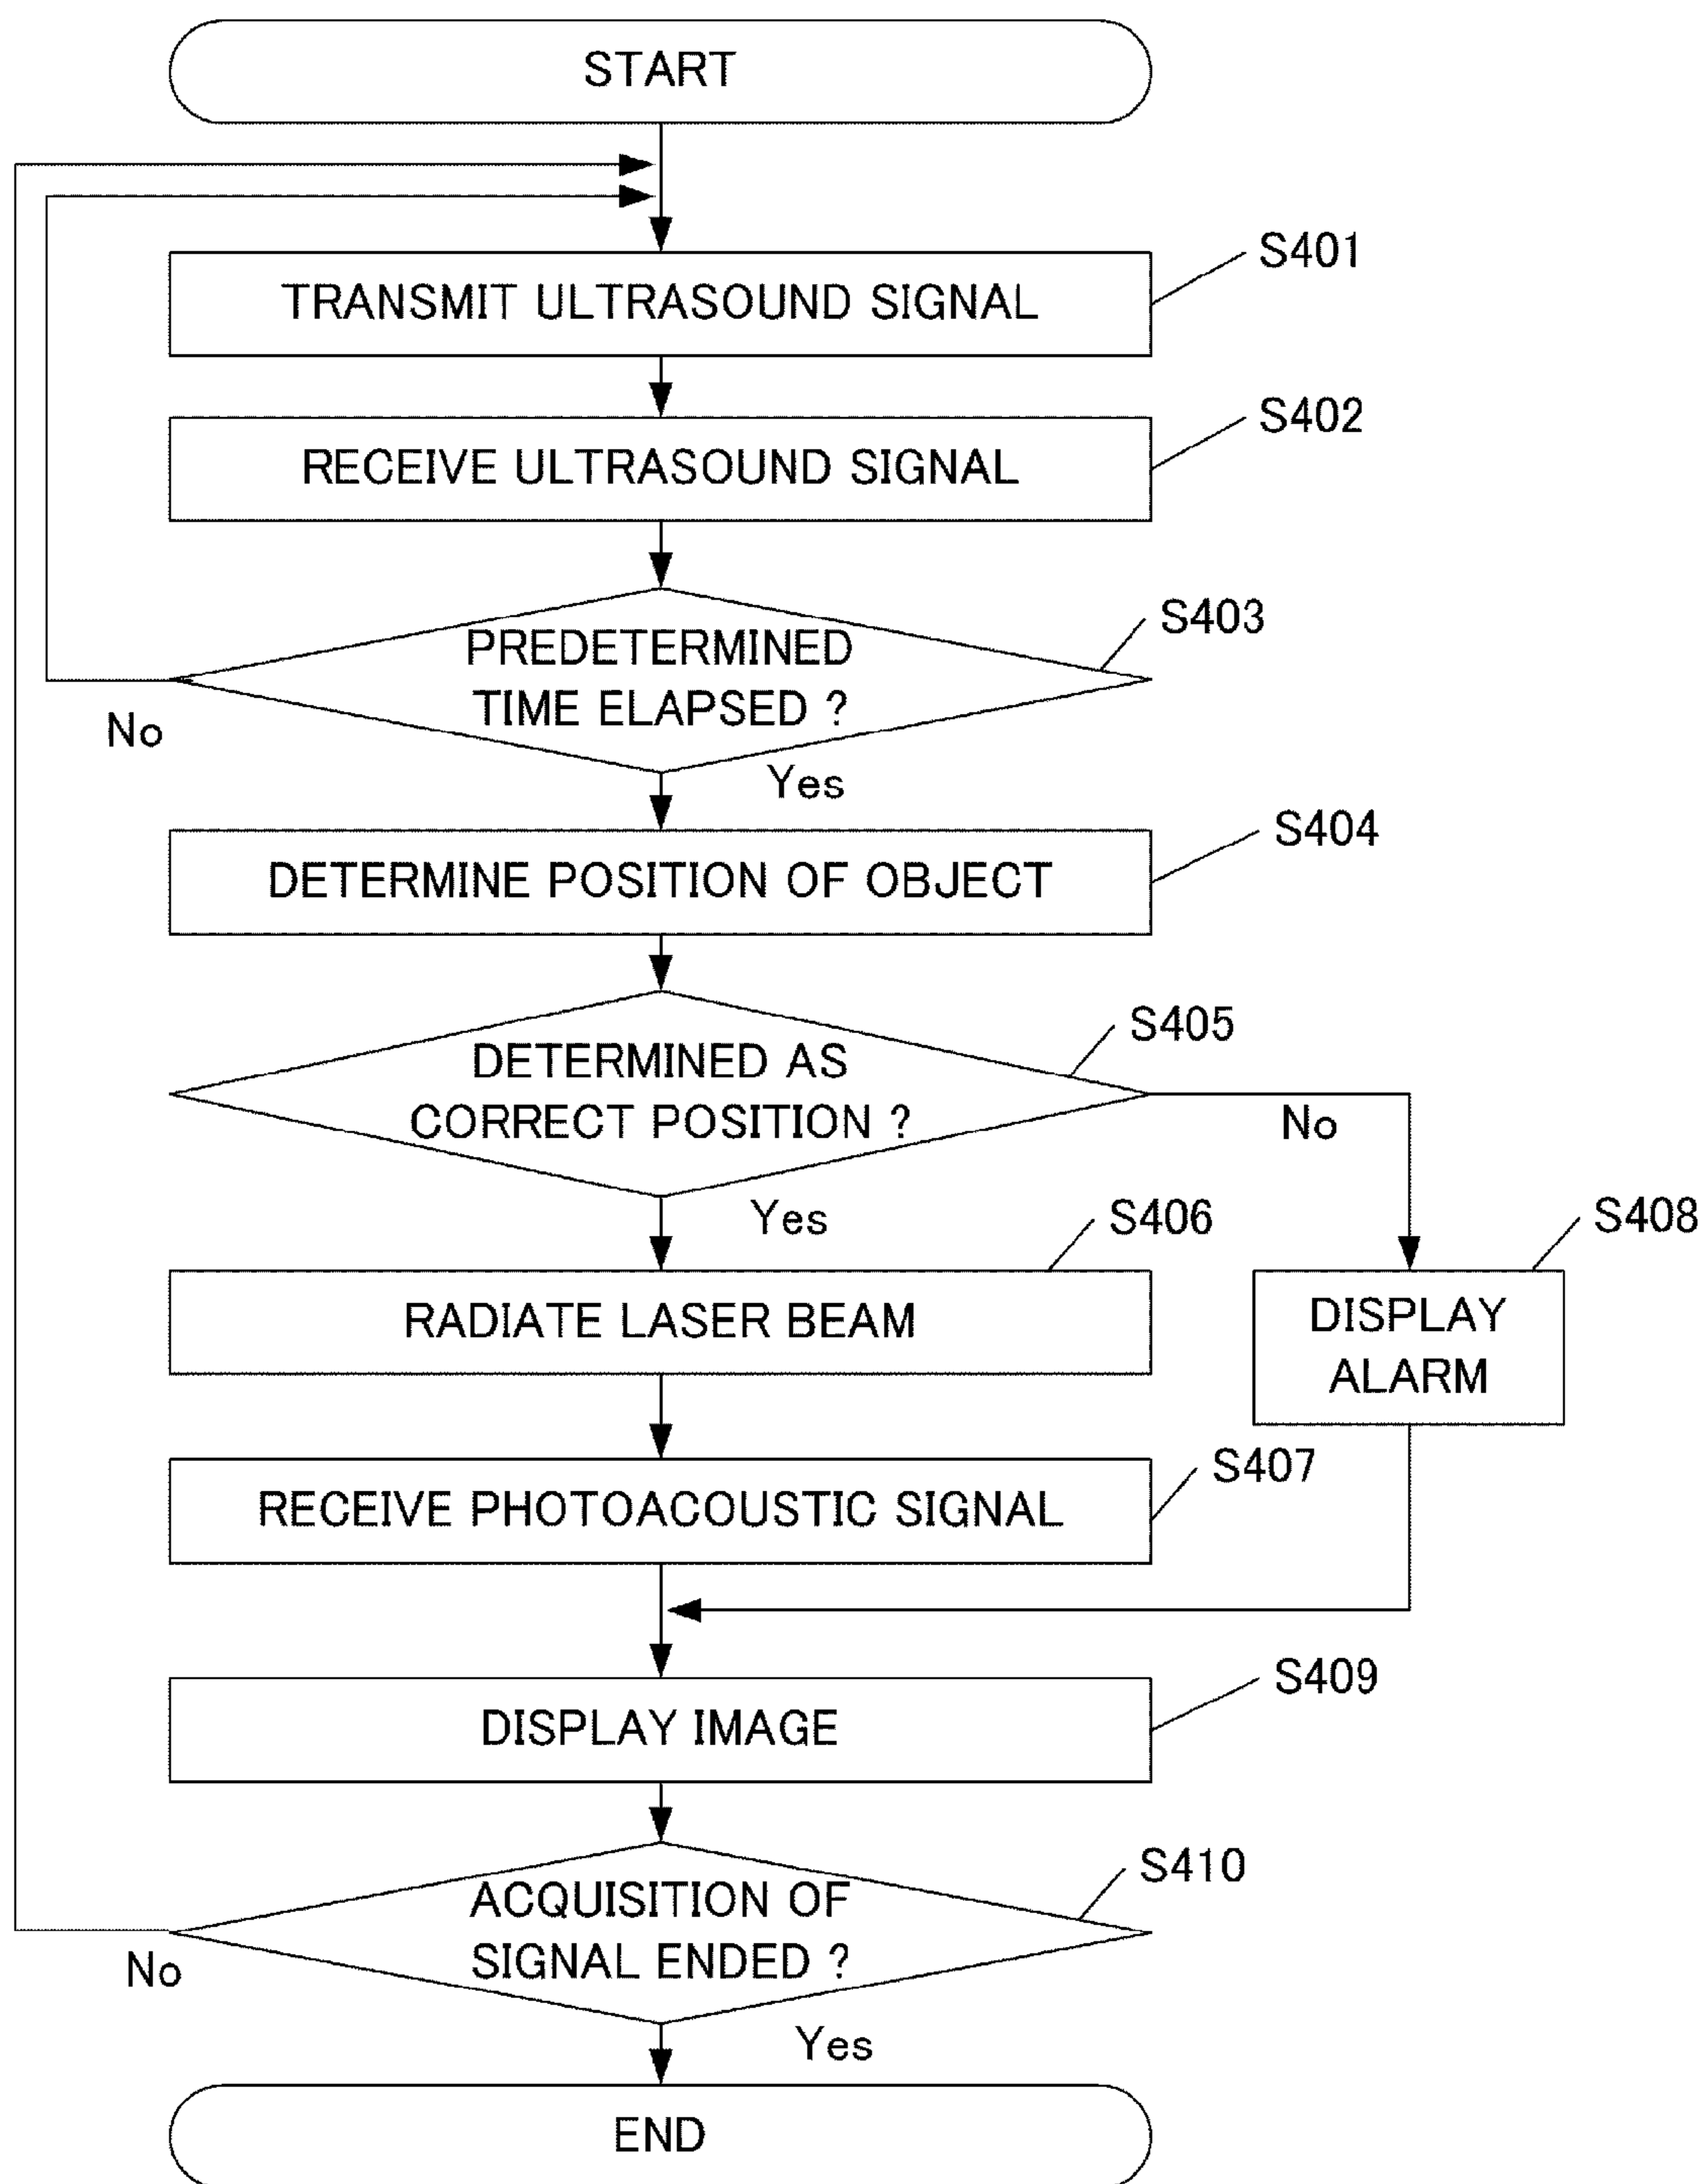 START
TRANSMIT ULTRASOUND SIGNAL
S401
RECEIVE ULTRASOUND SIGNAL
S402
PREDETERMINED
TIME ELAPSED ?
S403
No
Yes
DETERMINE POSITION OF OBJECT
S404
DETERMINED AS
CORRECT POSITION ?
S405
No
Yes
RADIATE LASER BEAM
S406
DISPLAY
ALARM
S408
RECEIVE PHOTOACOUSTIC SIGNAL
S407
DISPLAY IMAGE
S409
ACQUISITION OF
SIGNAL ENDED ?
S410
No
Yes
END